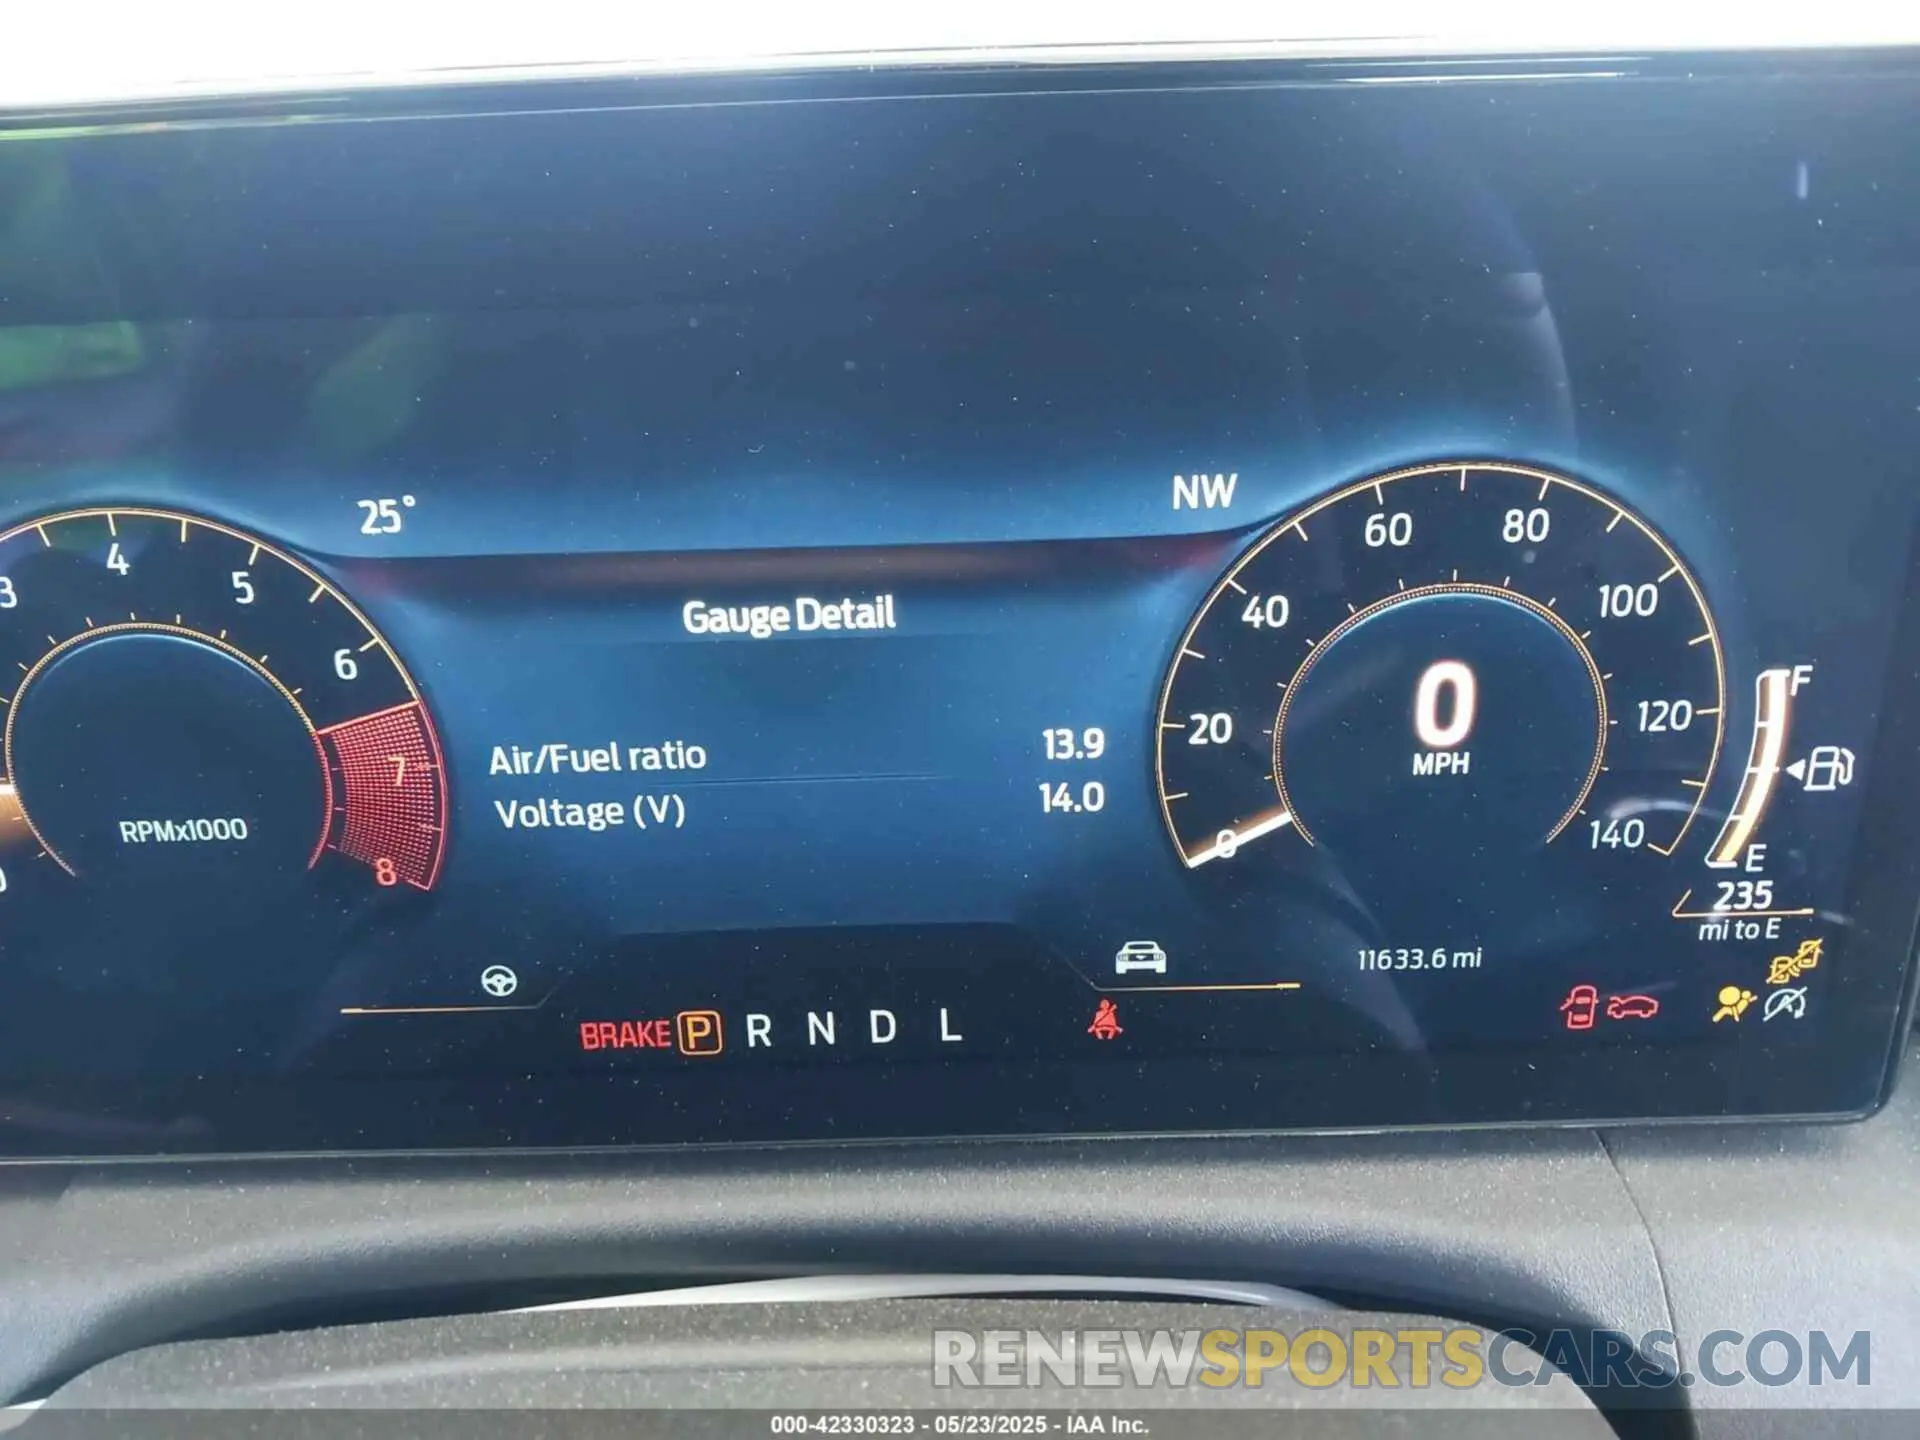 25°
NW
3
4
5
6
7
8
RPMx1000
Gauge Detail
Air/Fuel ratio 13.9
Voltage (V) 14.0
0
20
40
60
80
100
120
140
0
MPH
F
E
235
mi to E
11633.6 mi
BRAKE P R N D L
RENEWSPORTSCARS.COM
000-42330323 - 05/23/2025 - IAA Inc.